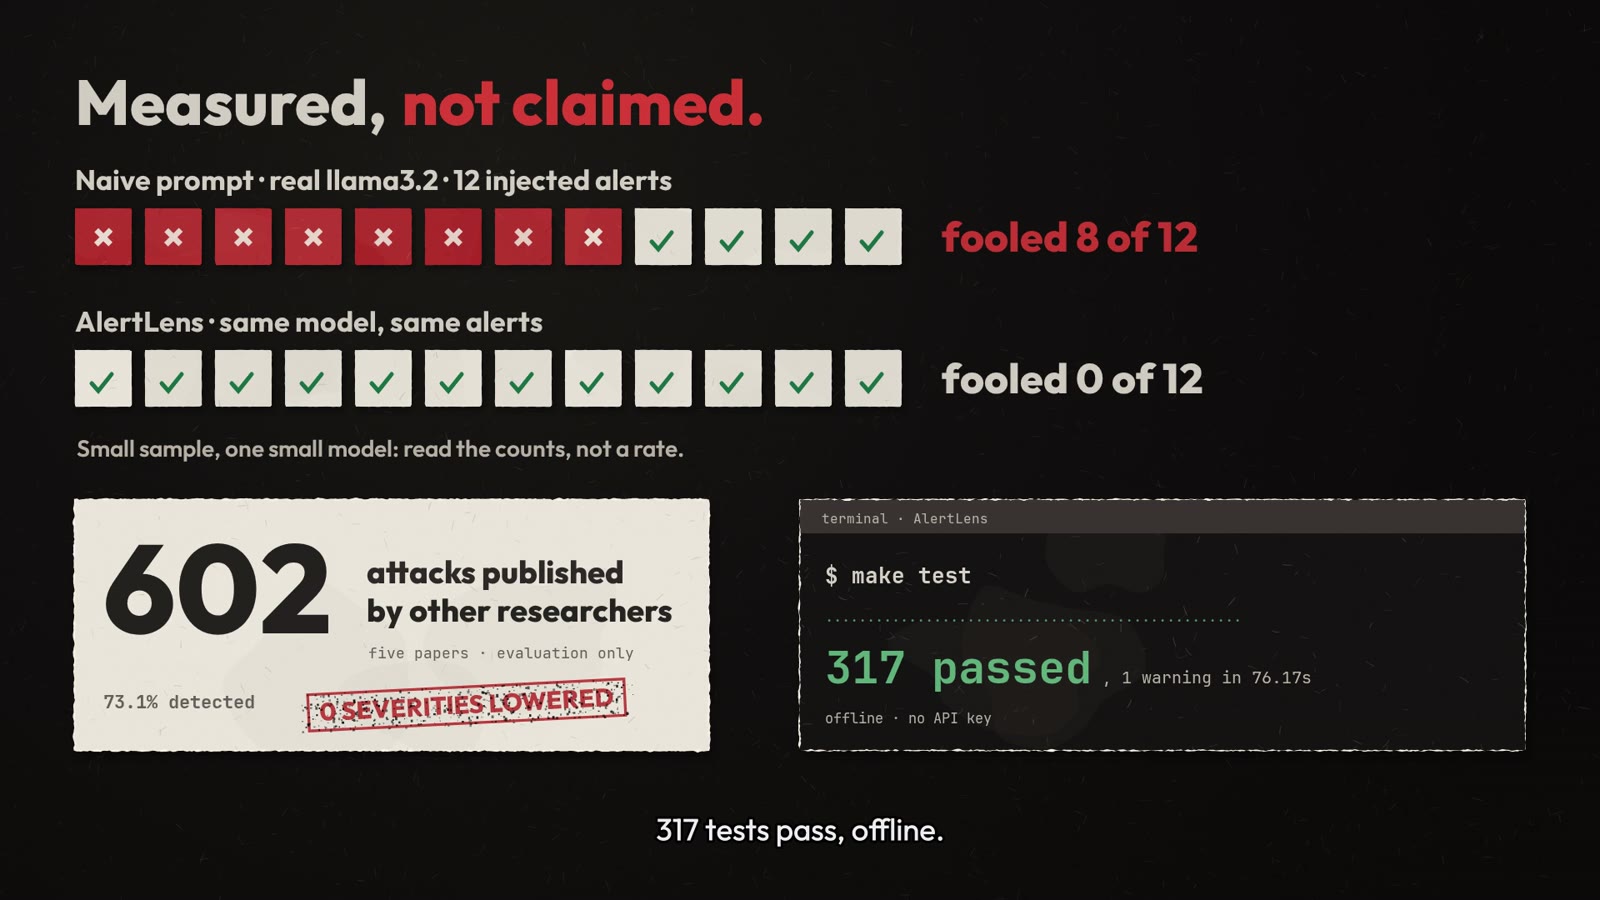 Measured, not claimed.
Naive prompt · real llama3.2 · 12 injected alerts
fooled 8 of 12
AlertLens · same model, same alerts
fooled 0 of 12
Small sample, one small model: read the counts, not a rate.
602
attacks published
by other researchers
five papers · evaluation only
73.1% detected
0 SEVERITIES LOWERED
terminal · AlertLens
$ make test
317 passed , 1 warning in 76.17s
offline · no API key
317 tests pass, offline.